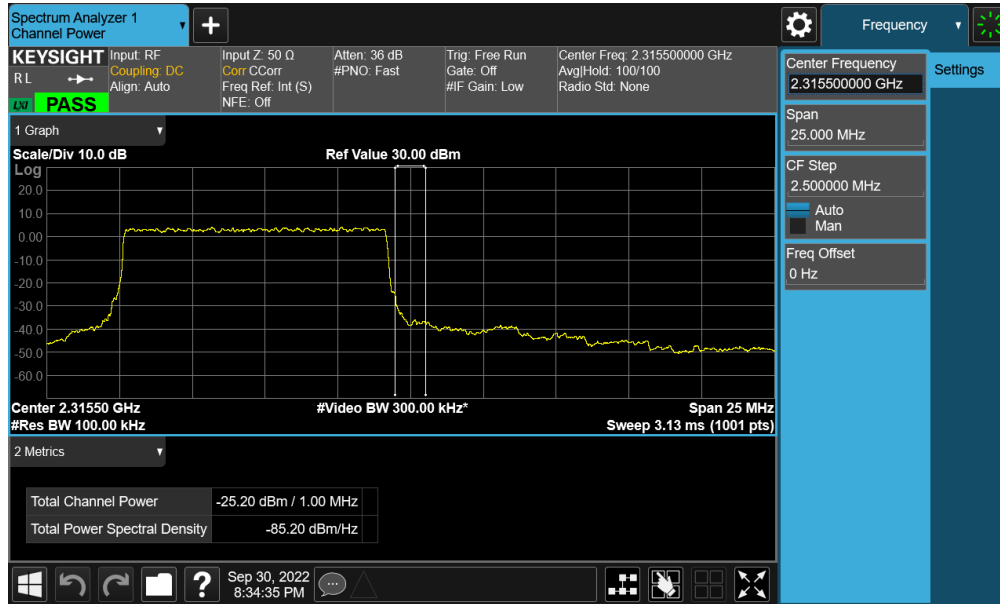 Spectrum Analyzer 1
Channel Power
Frequency
KEYSIGHT
R L
LXI
PASS
Input: RF
Coupling: DC
Align: Auto
Input Z: 50 Ω
Corr CCorr
Freq Ref: Int (S)
NFE: Off
Atten: 36 dB
#PNO: Fast
Trig: Free Run
Gate: Off
#IF Gain: Low
Center Freq: 2.315500000 GHz
Avg|Hold: 100/100
Radio Std: None
Center Frequency
2.315500000 GHz
Settings
Span
25.000 MHz
CF Step
2.500000 MHz
Auto
Man
Freq Offset
0 Hz
1 Graph
Scale/Div 10.0 dB
Ref Value 30.00 dBm
Log
20.0
10.0
0.00
-10.0
-20.0
-30.0
-40.0
-50.0
-60.0
Center 2.31550 GHz
#Video BW 300.00 kHz*
Span 25 MHz
#Res BW 100.00 kHz
Sweep 3.13 ms (1001 pts)
2 Metrics
Total Channel Power -25.20 dBm / 1.00 MHz
Total Power Spectral Density -85.20 dBm/Hz
?
Sep 30, 2022
8:34:35 PM